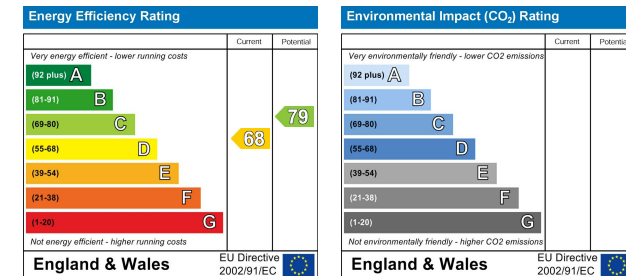 Energy Efficiency Rating
Current Potential
Very energy efficient - lower running costs
(92 plus) A
(81-91) B
(69-80) C
79
(55-68) D
68
(39-54) E
(21-38) F
(1-20) G
Not energy efficient - higher running costs
England & Wales
EU Directive
2002/91/EC
Environmental Impact (CO₂) Rating
Current Potential
Very environmentally friendly - lower CO2 emissions
(92 plus) A
(81-91) B
(69-80) C
(55-68) D
(39-54) E
(21-38) F
(1-20) G
Not environmentally friendly - higher CO2 emissions
England & Wales
EU Directive
2002/91/EC